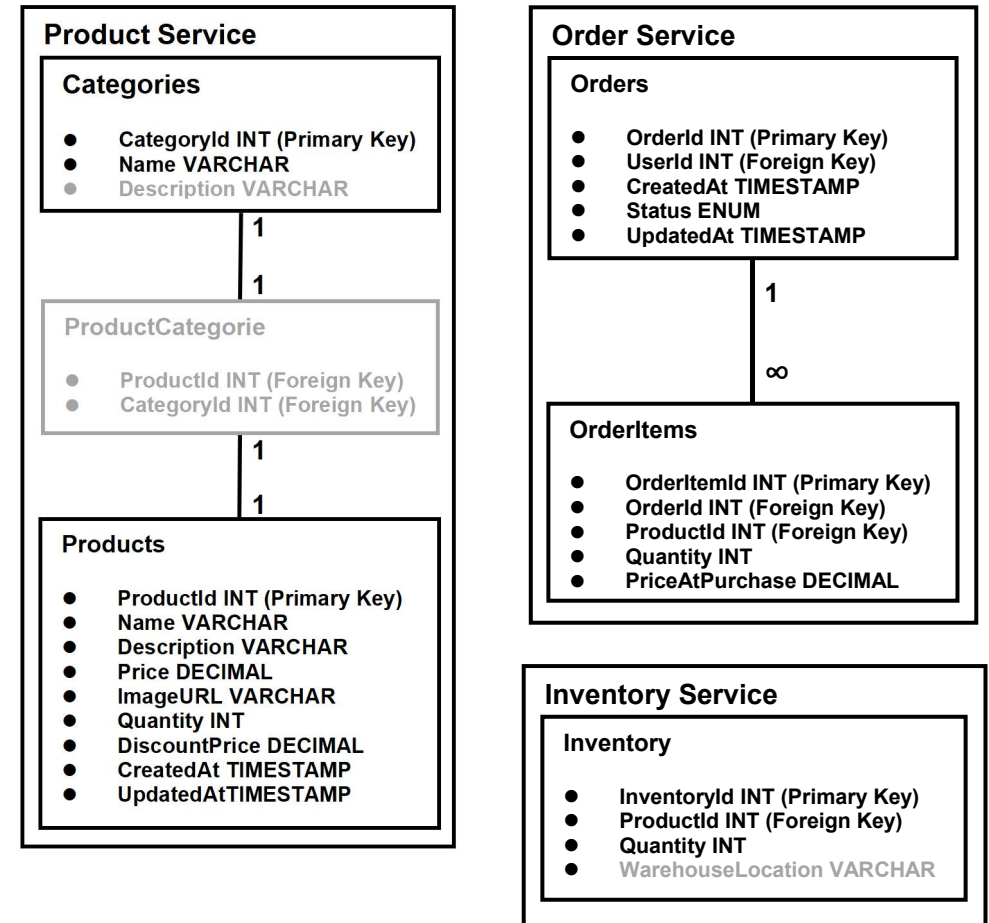 Product Service
Categories
● CategoryId INT (Primary Key)
● Name VARCHAR
● Description VARCHAR
1
1
ProductCategorie
● ProductId INT (Foreign Key)
● CategoryId INT (Foreign Key)
1
1
Products
● ProductId INT (Primary Key)
● Name VARCHAR
● Description VARCHAR
● Price DECIMAL
● ImageURL VARCHAR
● Quantity INT
● DiscountPrice DECIMAL
● CreatedAt TIMESTAMP
● UpdatedAtTIMESTAMP
Order Service
Orders
● OrderId INT (Primary Key)
● UserId INT (Foreign Key)
● CreatedAt TIMESTAMP
● Status ENUM
● UpdatedAt TIMESTAMP
1
∞
OrderItems
● OrderItemId INT (Primary Key)
● OrderId INT (Foreign Key)
● ProductId INT (Foreign Key)
● Quantity INT
● PriceAtPurchase DECIMAL
Inventory Service
Inventory
● InventoryId INT (Primary Key)
● ProductId INT (Foreign Key)
● Quantity INT
● WarehouseLocation VARCHAR